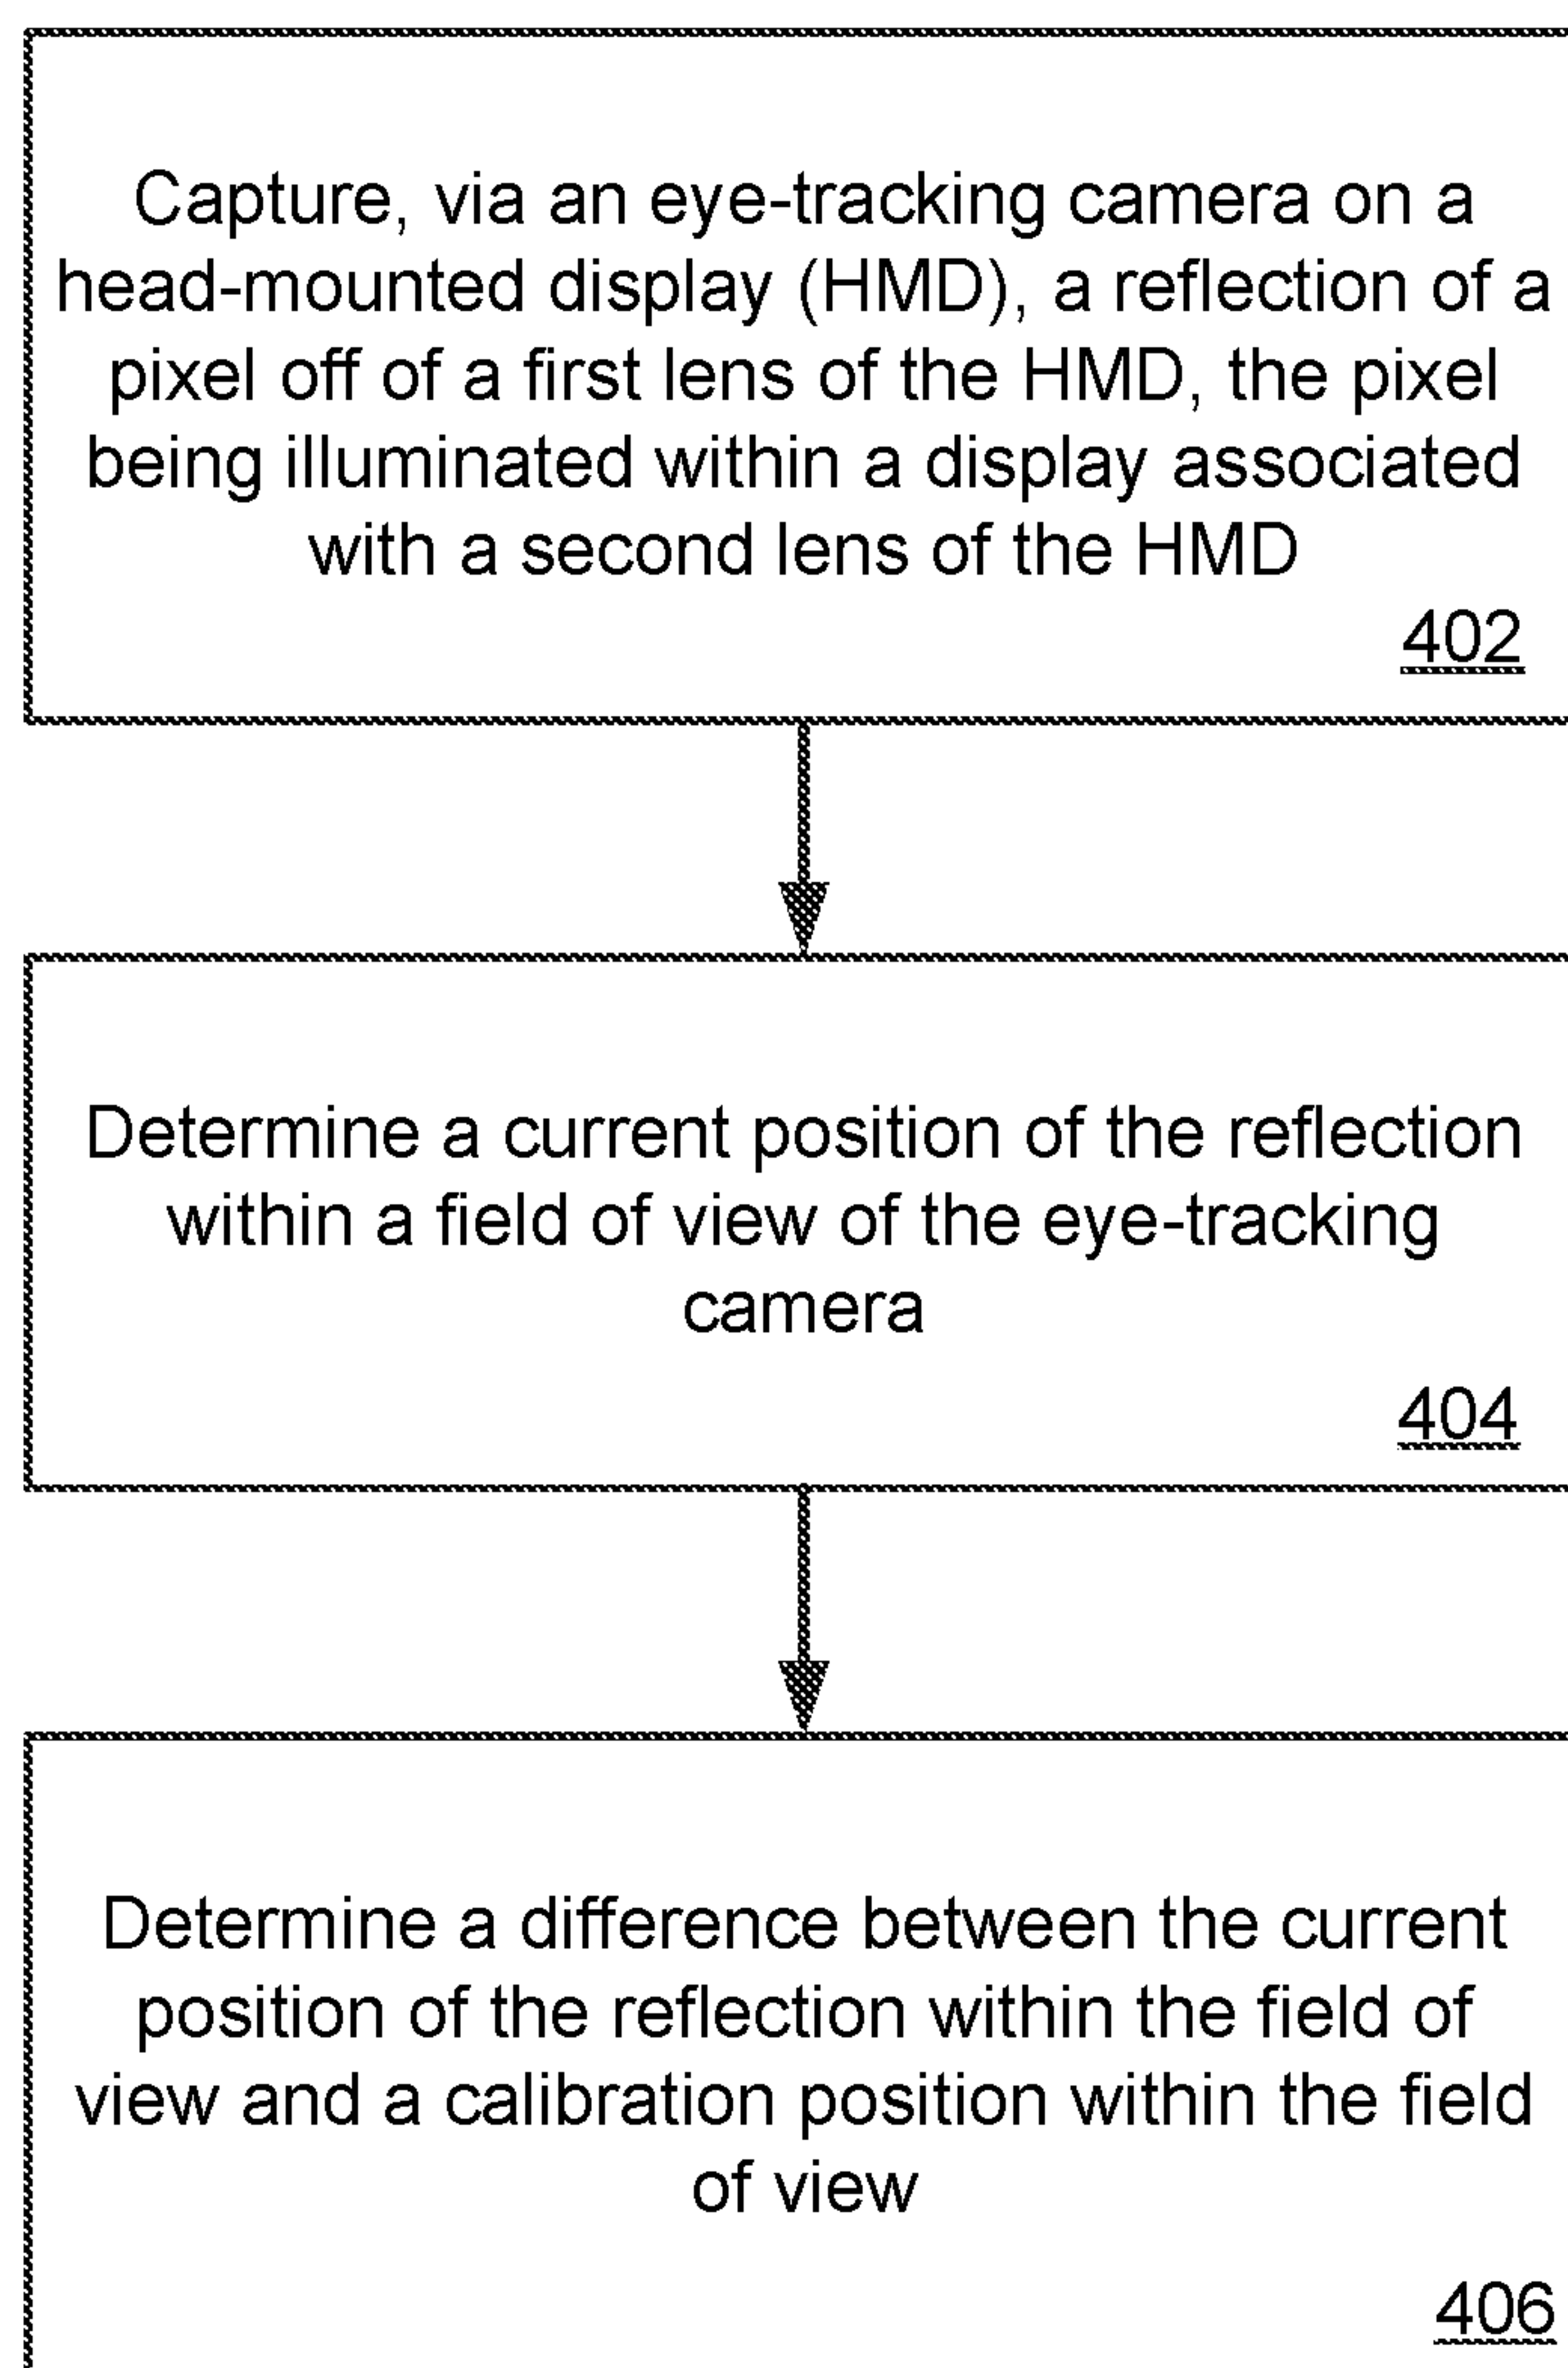 Capture, via an eye-tracking camera on a
head-mounted display (HMD), a reflection of a
pixel off of a first lens of the HMD, the pixel
being illuminated within a display associated
with a second lens of the HMD
402
Determine a current position of the reflection
within a field of view of the eye-tracking
camera
404
Determine a difference between the current
position of the reflection within the field of
view and a calibration position within the field
of view
406